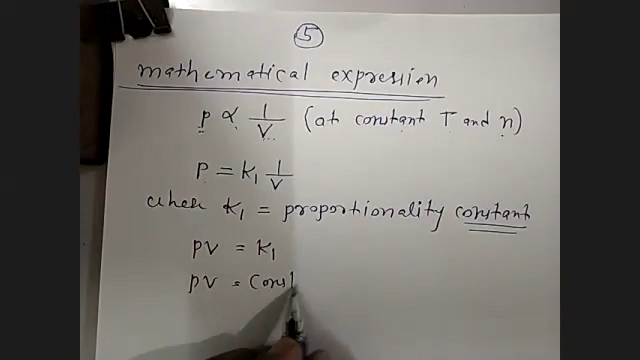 5
mathematical expression
p ∝ 1/V (at constant T and n)
P = K₁ 1/V
when K₁ = proportionality constant
PV = K₁
PV = Const